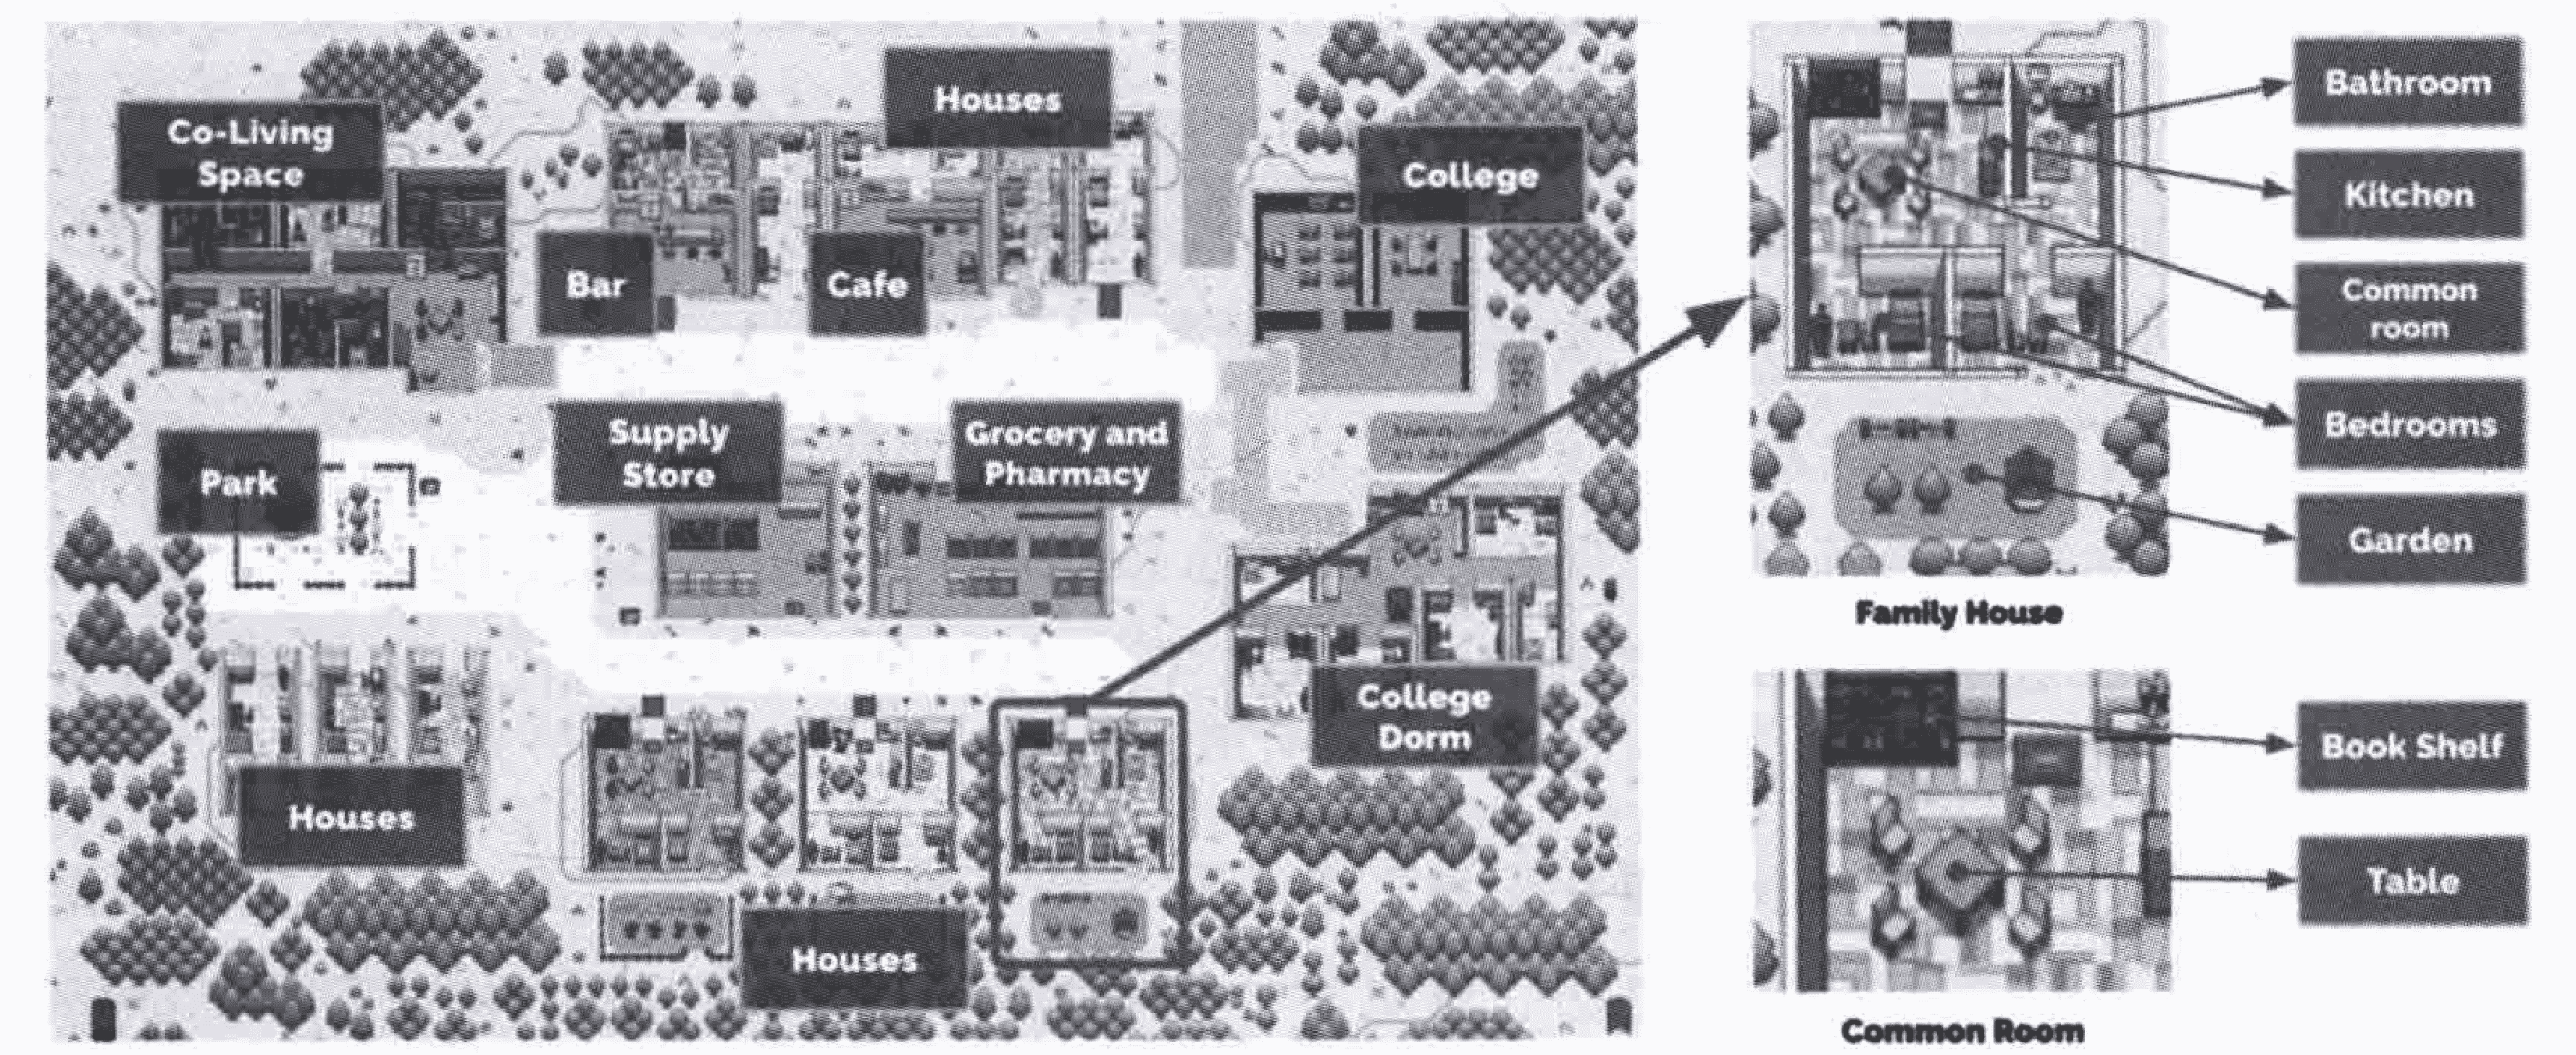 Houses
Co-Living
Space
College
Bar
Cafe
Supply
Store
Grocery and
Pharmacy
Park
College
Dorm
Houses
Houses
Bathroom
Kitchen
Common
room
Bedrooms
Garden
Family House
Book Shelf
Table
Common Room